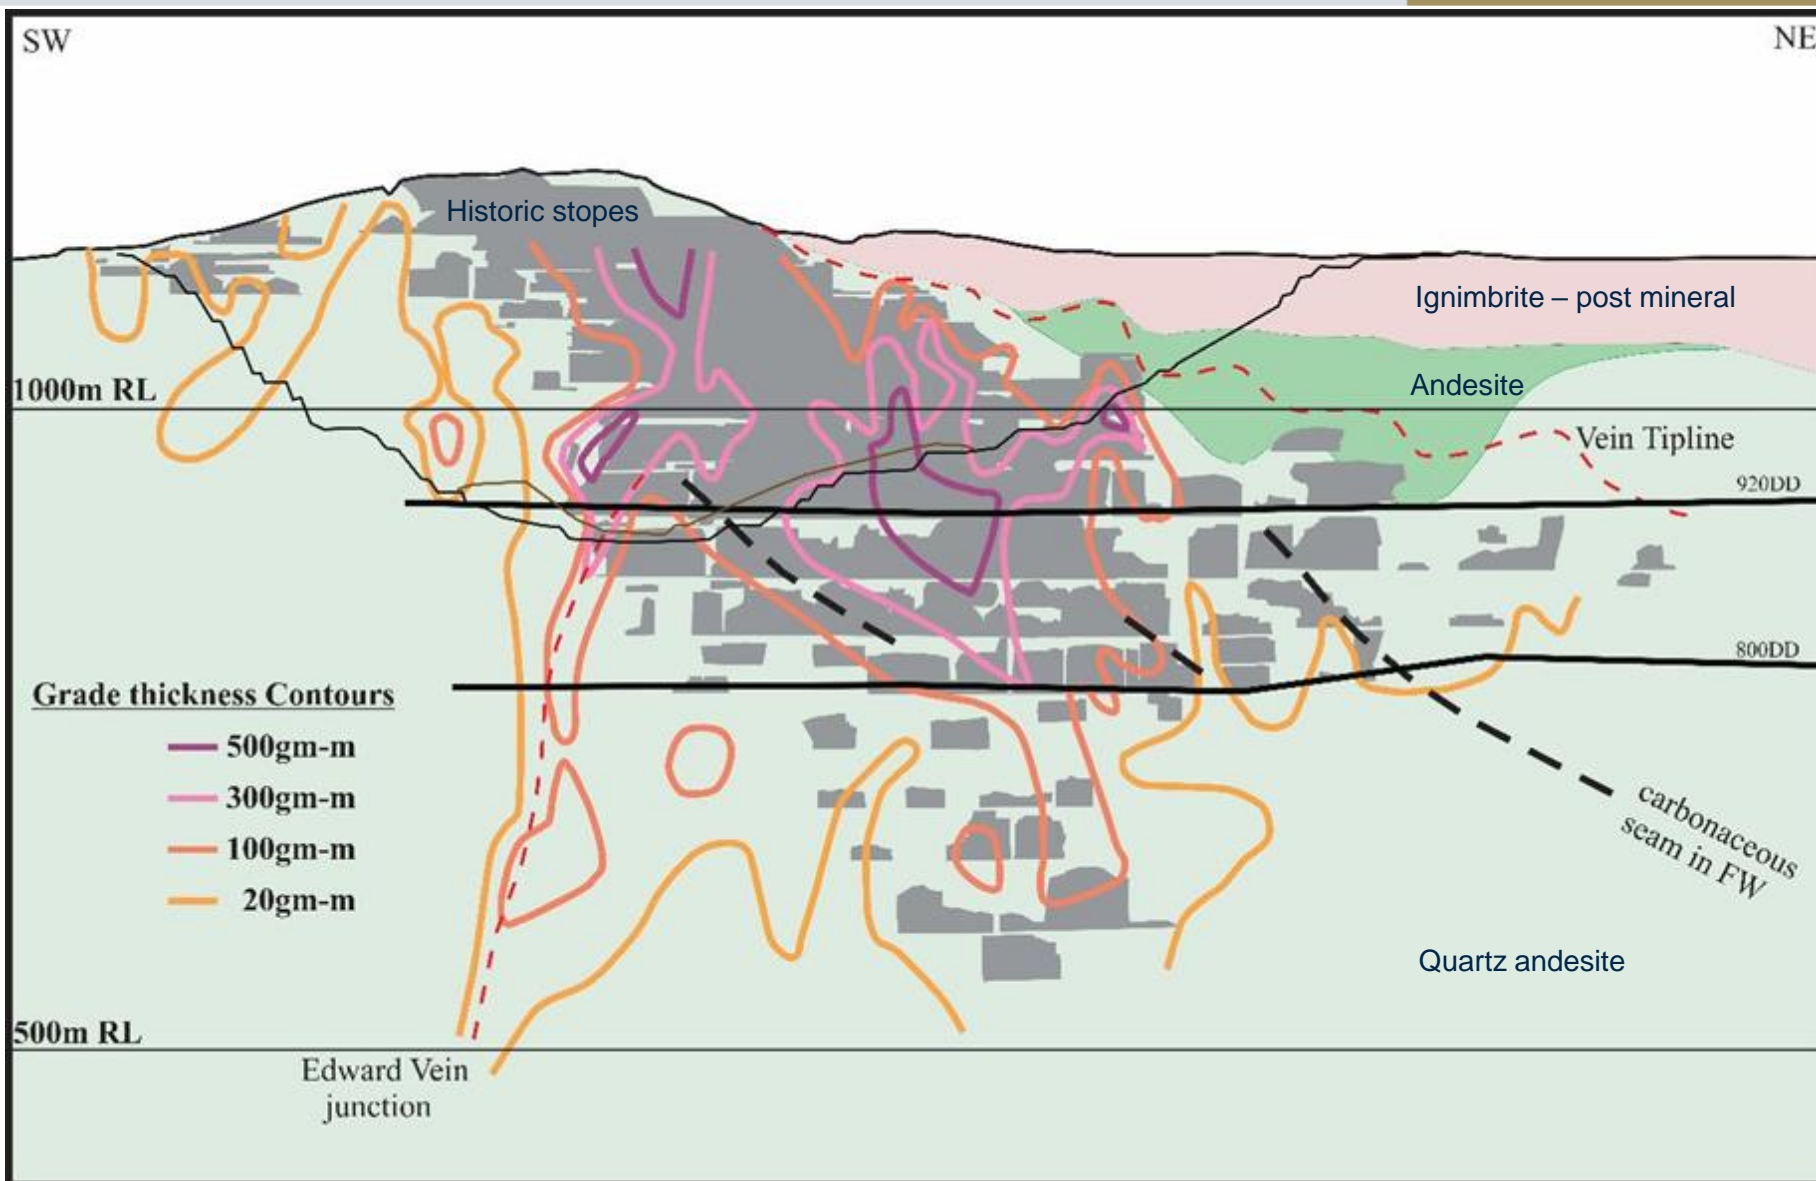 SW
NE
Historic stopes
Ignimbrite – post mineral
1000m RL
Andesite
Vein Tipline
920DD
800DD
Grade thickness Contours
500gm-m
300gm-m
100gm-m
20gm-m
carbonaceous
seam in FW
Quartz andesite
500m RL
Edward Vein
junction